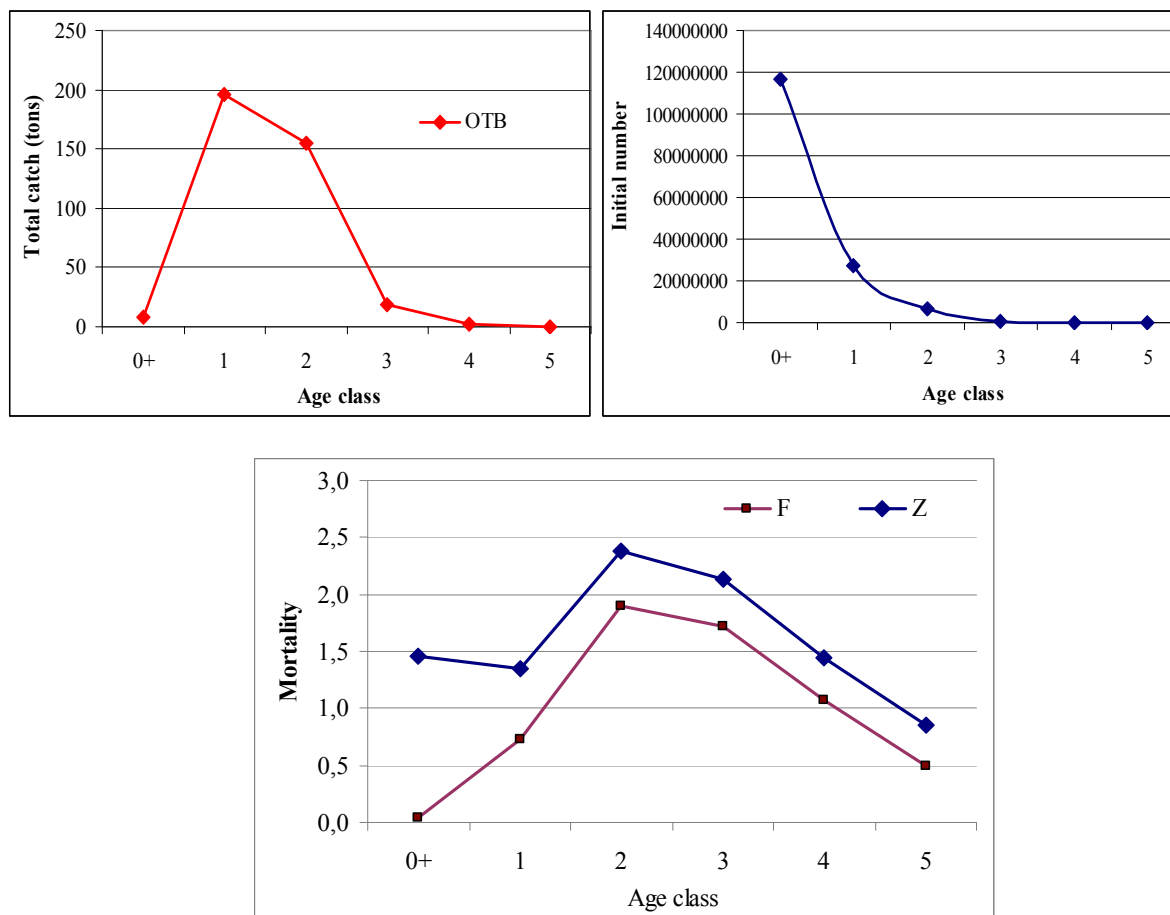 250
200
150
100
50
0
Total catch (tons)
OTB
0+ 1 2 3 4 5
Age class
140000000
120000000
100000000
80000000
60000000
40000000
20000000
0
Initial number
0+ 1 2 3 4 5
Age class
3,0
2,5
2,0
1,5
1,0
0,5
0,0
Mortality
F Z
0+ 1 2 3 4 5
Age class